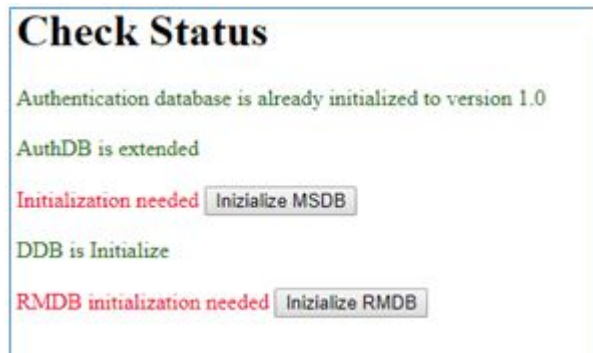 Check Status
Authentication database is already initialized to version 1.0
AuthDB is extended
Initialization needed Inizialize MSDB
DDB is Initialize
RMDB initialization needed Inizialize RMDB